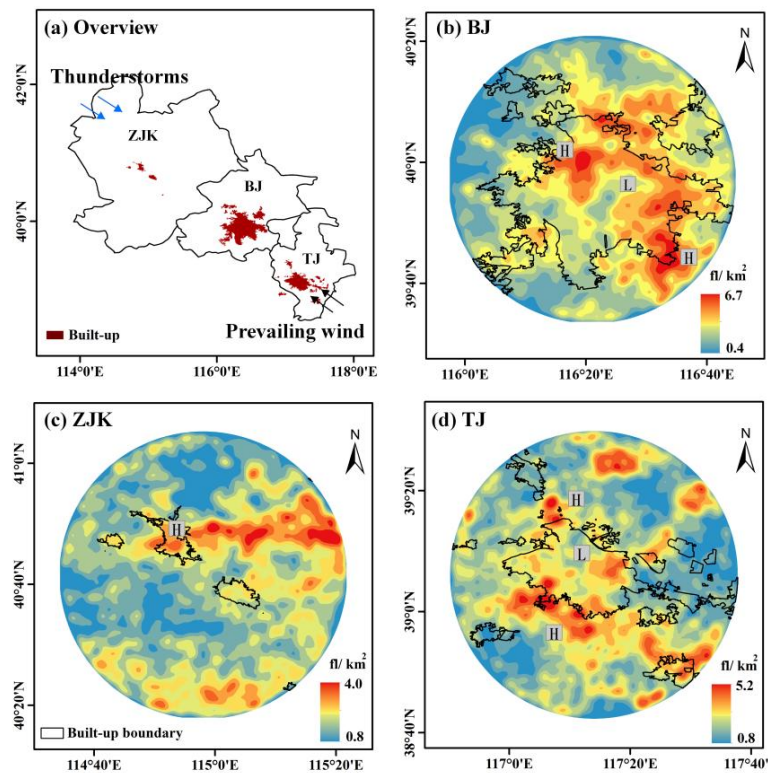 (a) Overview
Thunderstorms
ZJK
BJ
TJ
Prevailing wind
Built-up
42°0'N
40°0'N
114°0'E
116°0'E
118°0'E
(b) BJ
N
H
L
H
fl/ km2
6.7
0.4
40°20'N
40°0'N
39°40'N
116°0'E
116°20'E
116°40'E
(c) ZJK
N
H
fl/ km2
4.0
0.8
Built-up boundary
41°0'N
40°40'N
40°20'N
114°40'E
115°0'E
115°20'E
(d) TJ
N
H
L
H
fl/ km2
5.2
0.8
39°20'N
39°0'N
38°40'N
117°0'E
117°20'E
117°40'E